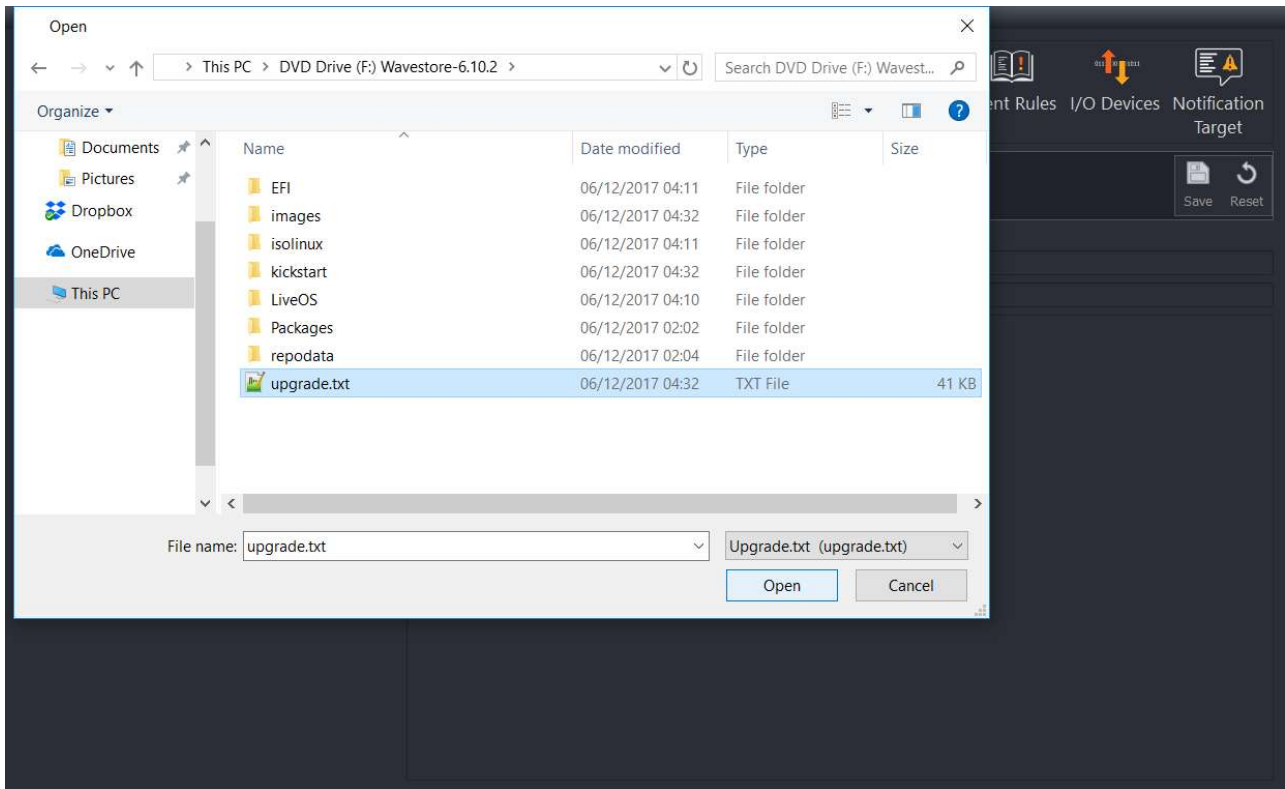 Open
This PC > DVD Drive (F:) Wavestore-6.10.2 >
Search DVD Drive (F:) Wavest...
Organize
Documents
Pictures
Dropbox
OneDrive
This PC
Name Date modified Type Size
EFI 06/12/2017 04:11 File folder
images 06/12/2017 04:32 File folder
isolinux 06/12/2017 04:11 File folder
kickstart 06/12/2017 04:32 File folder
LiveOS 06/12/2017 04:10 File folder
Packages 06/12/2017 02:02 File folder
repodata 06/12/2017 02:04 File folder
upgrade.txt 06/12/2017 04:32 TXT File 41 KB
File name: upgrade.txt
Upgrade.txt (upgrade.txt)
Open Cancel
ent Rules I/O Devices Notification
Target
Save Reset